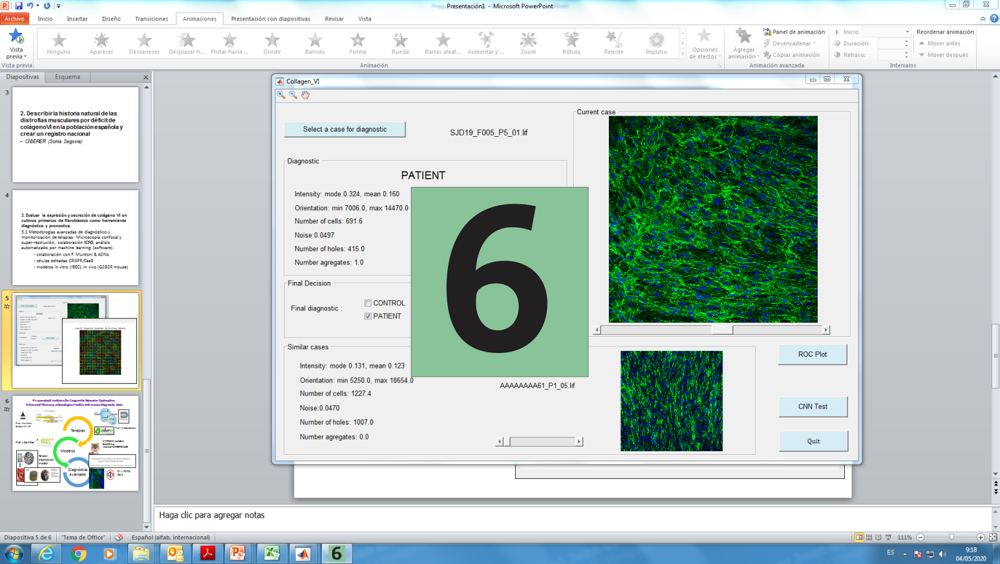 Presentación1 - Microsoft PowerPoint
Archivo
Inicio
Insertar
Diseño
Transiciones
Animaciones
Presentación con diapositivas
Revisar
Vista
Vista previa
Vista previa
Ninguna
Aparecer
Desvanecer
Desplazar h...
Flotar hacia ...
Dividir
Barrido
Forma
Rueda
Barras aleat...
Aumentar y ...
Zoom
Rótula
Rebote
Impulso
Animación
Opciones
de efectos
Agregar
animación
Panel de animación
Desencadenar
Copiar animación
Animación avanzada
Inicio:
Duración:
Retraso:
Reordenar animación
Mover antes
Mover después
Intervalos
Diapositivas
Esquema
3
2. Describir la historia natural de las
distrofias musculares por déficit de
colágeno VI en la población española y
crear un registro nacional
• CIBERER (Sonia Segovia)
4
3. Evaluar la expresión y secreción de colágeno VI en
cultivos primarios de fibroblastos como herramienta
diagnóstica y pronostica.
3.1 Metodologías avanzadas de diagnóstico y
monitorización de terapias: Microscopia confocal y
super-resolución, colaboración ICFO, análisis
automatizado por machine learning (software).
- colaboración con F. Muntoni & AONs
- células editadas CRISPR/Cas9
- modelos in vitro (IBEC), in vivo (G292R mouse)
5
6
Terapias
Modelos
Diagnóstico
Avanzado
IBEC
ciberer
Collagen_VI
Select a case for diagnostic
SJD19_F005_P5_01.lif
Current case
Diagnostic
PATIENT
Intensity: mode 0.324, mean 0.160
Orientation: min 7006.0, max 14470.0
Number of cells: 691.6
Noise:0.0497
Number of holes: 415.0
Number agregates: 1.0
6
Final Decision
Final diagnostic :
CONTROL
PATIENT
Similar cases
Intensity: mode 0.131, mean 0.123
Orientation: min 5250.0, max 18654.0
Number of cells: 1227.4
Noise:0.0470
Number of holes: 1007.0
Number agregates: 0.0
AAAAAAAA61_P1_05.lif
ROC Plot
CNN Test
Quit
Haga clic para agregar notas
Diapositiva 5 de 6
"Tema de Office"
Español (alfab. internacional)
111%
6
ES
9:18
04/05/2020